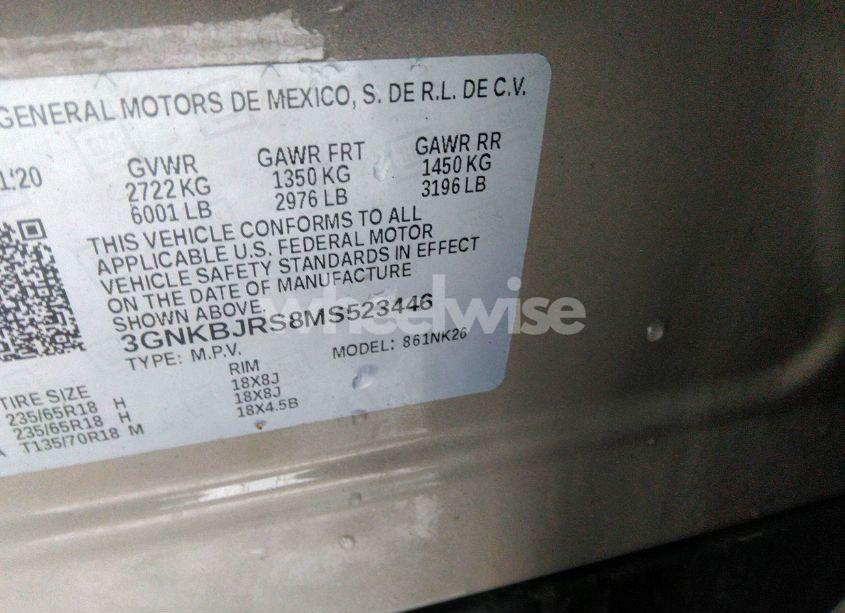 GENERAL MOTORS DE MEXICO, S. DE R.L. DE C.V.
1'20 GVWR GAWR FRT GAWR RR
2722 KG 1350 KG 1450 KG
6001 LB 2976 LB 3196 LB
THIS VEHICLE CONFORMS TO ALL
APPLICABLE U.S. FEDERAL MOTOR
VEHICLE SAFETY STANDARDS IN EFFECT
ON THE DATE OF MANUFACTURE
SHOWN ABOVE.
3GNKBJRS8MS523446
TYPE: M.P.V. MODEL: 861NK26
TIRE SIZE RIM
235/65R18 H 18X8J
235/65R18 H 18X8J
A T135/70R18 M 18X4.5B
wheelwise